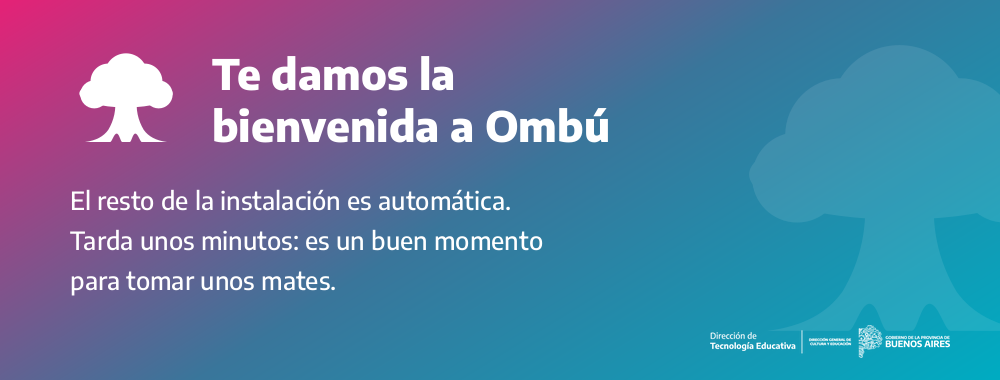 Te damos la
bienvenida a Ombú
El resto de la instalación es automática.
Tarda unos minutos: es un buen momento
para tomar unos mates.
Dirección de
Tecnología Educativa
DIRECCIÓN GENERAL DE
CULTURA Y EDUCACIÓN
GOBIERNO DE LA PROVINCIA DE
BUENOS AIRES